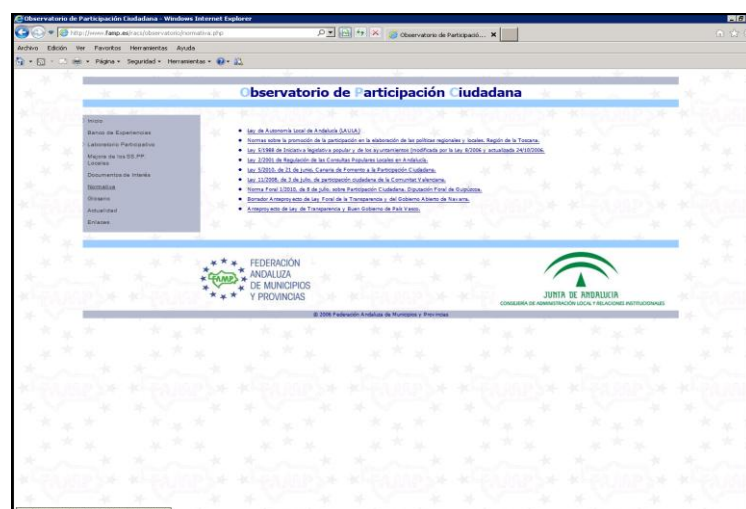 Observatorio de Participación Ciudadana - Windows Internet Explorer
http://www.famp.es/racs/observatorio/normativa.php
Observatorio de Participació...
Archivo Edición Ver Favoritos Herramientas Ayuda
Página Seguridad Herramientas
Observatorio de Participación Ciudadana
Inicio
Banco de Experiencias
Laboratorio Participativo
Mejora de los SS.PP. Locales
Documentos de Interés
Normativa
Glosario
Actualidad
Enlaces
Ley de Autonomía Local de Andalucía (LAULA)
Normas sobre la promoción de la participación en la elaboración de las políticas regionales y locales. Región de la Toscana.
Ley 5/1988 de Iniciativa legislativa popular y de los ayuntamientos (modificada por la Ley 8/2006 y actualizada 24/10/2006.
Ley 2/2001 de Regulación de las Consultas Populares Locales en Andalucía.
Ley 5/2010, de 21 de junio, Canaria de Fomento a la Participación Ciudadana.
Ley 11/2008, de 3 de julio, de participación ciudadana de la Comunitat Valenciana.
Norma Foral 1/2010, de 8 de julio, sobre Participación Ciudadana. Diputación Foral de Guipúzcoa.
Borrador Anteproyecto de Ley Foral de la Transparencia y del Gobierno Abierto de Navarra.
Anteproyecto de Ley de Transparencia y Buen Gobierno de País Vasco.
FAMP
FEDERACIÓN
ANDALUZA
DE MUNICIPIOS
Y PROVINCIAS
JUNTA DE ANDALUCIA
CONSEJERÍA DE ADMINISTRACIÓN LOCAL Y RELACIONES INSTITUCIONALES
© 2008 Federación Andaluza de Municipios y Provincias